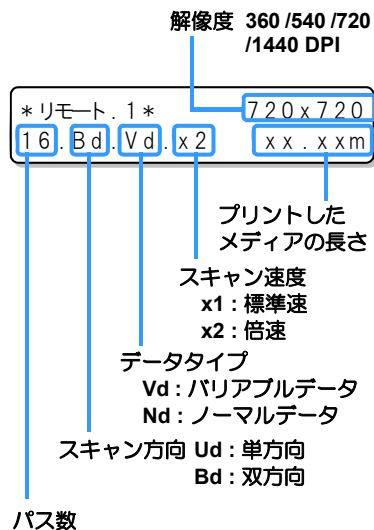 解像度 360 /540 /720
/1440 DPI
*リモート.1* 720x720
16.Bd.Vd.x2 xx.xxm
プリントした
メディアの長さ
スキャン速度
x1 : 標準速
x2 : 倍速
データタイプ
Vd : バリアブルデータ
Nd : ノーマルデータ
スキャン方向 Ud : 単方向
Bd : 双方向
パス数